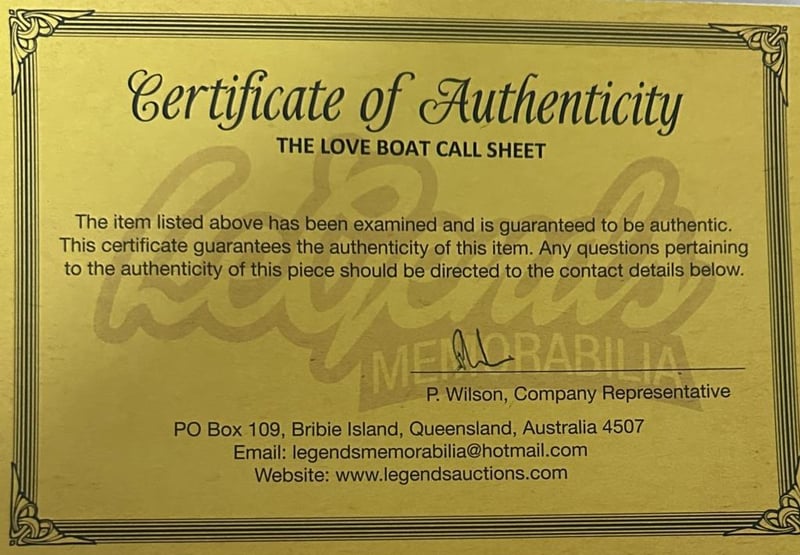 Certificate of Authenticity
THE LOVE BOAT CALL SHEET
Legends
MEMORABILIA
The item listed above has been examined and is guaranteed to be authentic.
This certificate guarantees the authenticity of this item. Any questions pertaining
to the authenticity of this piece should be directed to the contact details below.
P. Wilson, Company Representative
PO Box 109, Bribie Island, Queensland, Australia 4507
Email: legendsmemorabilia@hotmail.com
Website: www.legendsauctions.com